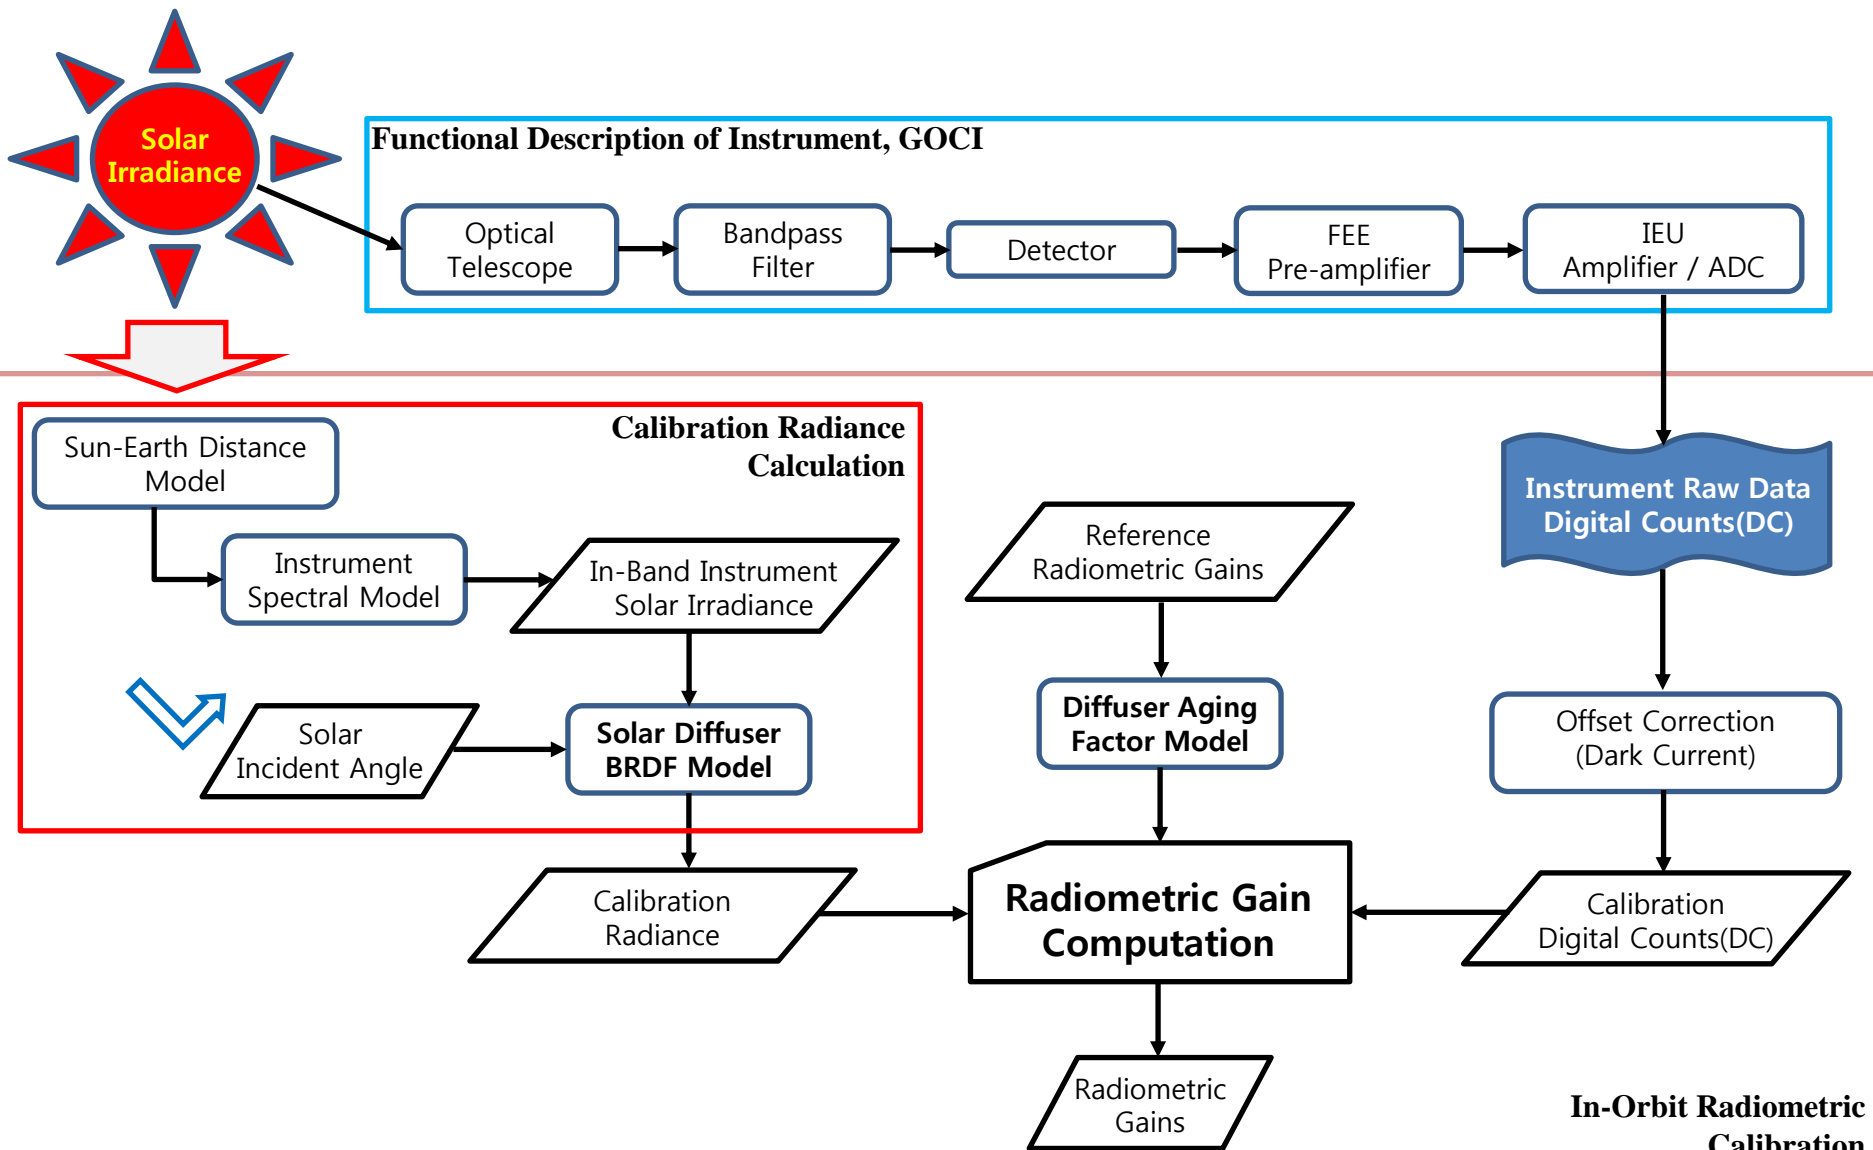 Solar
Irradiance
Functional Description of Instrument, GOCI
Optical
Telescope
Bandpass
Filter
Detector
FEE
Pre-amplifier
IEU
Amplifier / ADC
Calibration Radiance
Calculation
Sun-Earth Distance
Model
Instrument
Spectral Model
In-Band Instrument
Solar Irradiance
Solar
Incident Angle
Solar Diffuser
BRDF Model
Reference
Radiometric Gains
Diffuser Aging
Factor Model
Instrument Raw Data
Digital Counts(DC)
Offset Correction
(Dark Current)
Calibration
Radiance
Radiometric Gain
Computation
Calibration
Digital Counts(DC)
Radiometric
Gains
In-Orbit Radiometric
Calibration